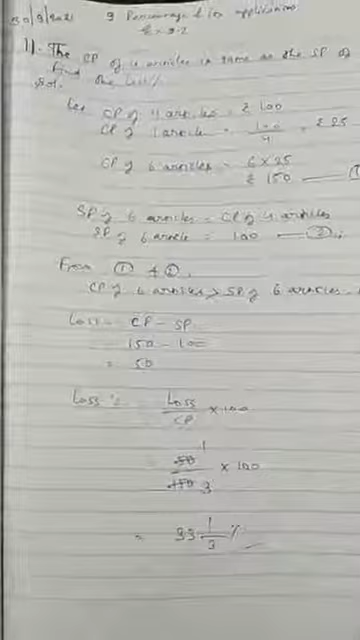 30/9/2021 9 Percentage & its application
Ex 9.2
11. The CP of 4 articles is same as the SP of
Find the loss%
Sol.
Let CP of 4 articles = ₹ 100
CP of 1 article = 100/4 = ₹ 25
CP of 6 articles = 6 × 25
₹ 150 —— ①
SP of 6 articles = CP of 4 articles
SP of 6 article = 100 —— ②
From ① & ②,
CP of 6 articles > SP of 6 articles
Loss = CP - SP
150 - 100
= 50
Loss % Loss/CP × 100
50/150 1/3 × 100
= 33 1/3 %